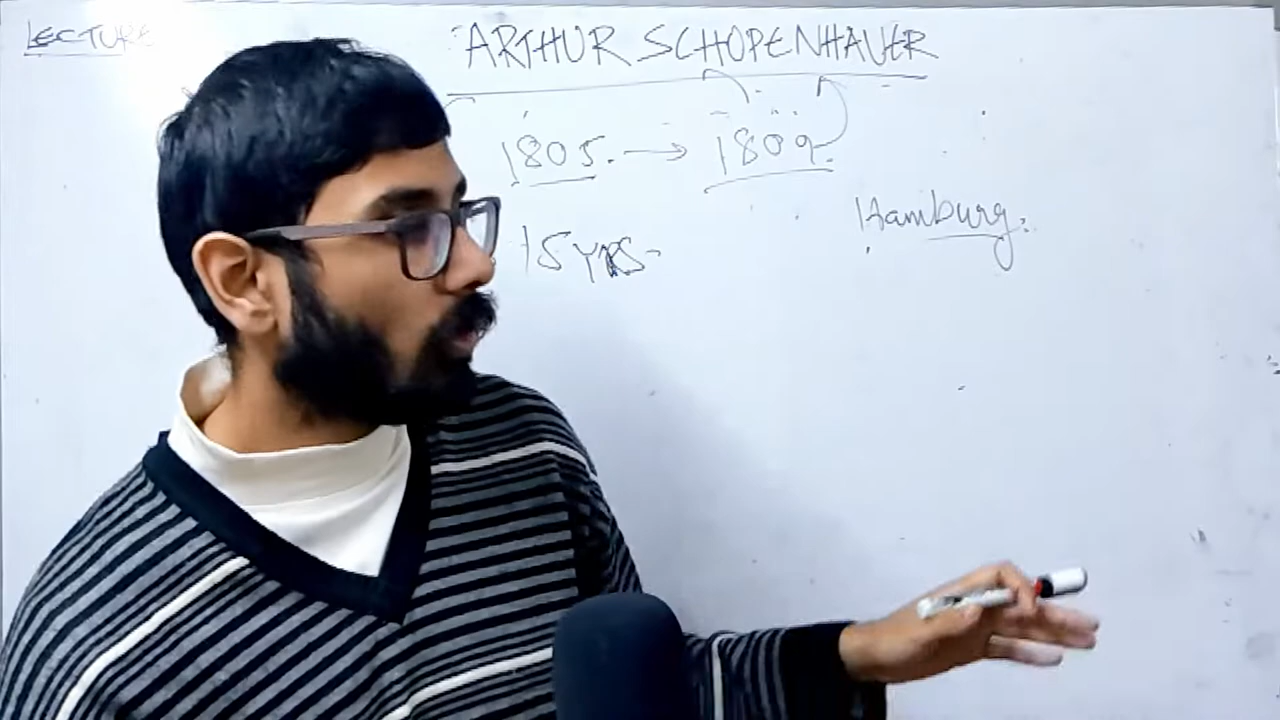 LECTURE
ARTHUR SCHOPENHAUER
1805. → 1809.
Hamburg.
15 YRS-